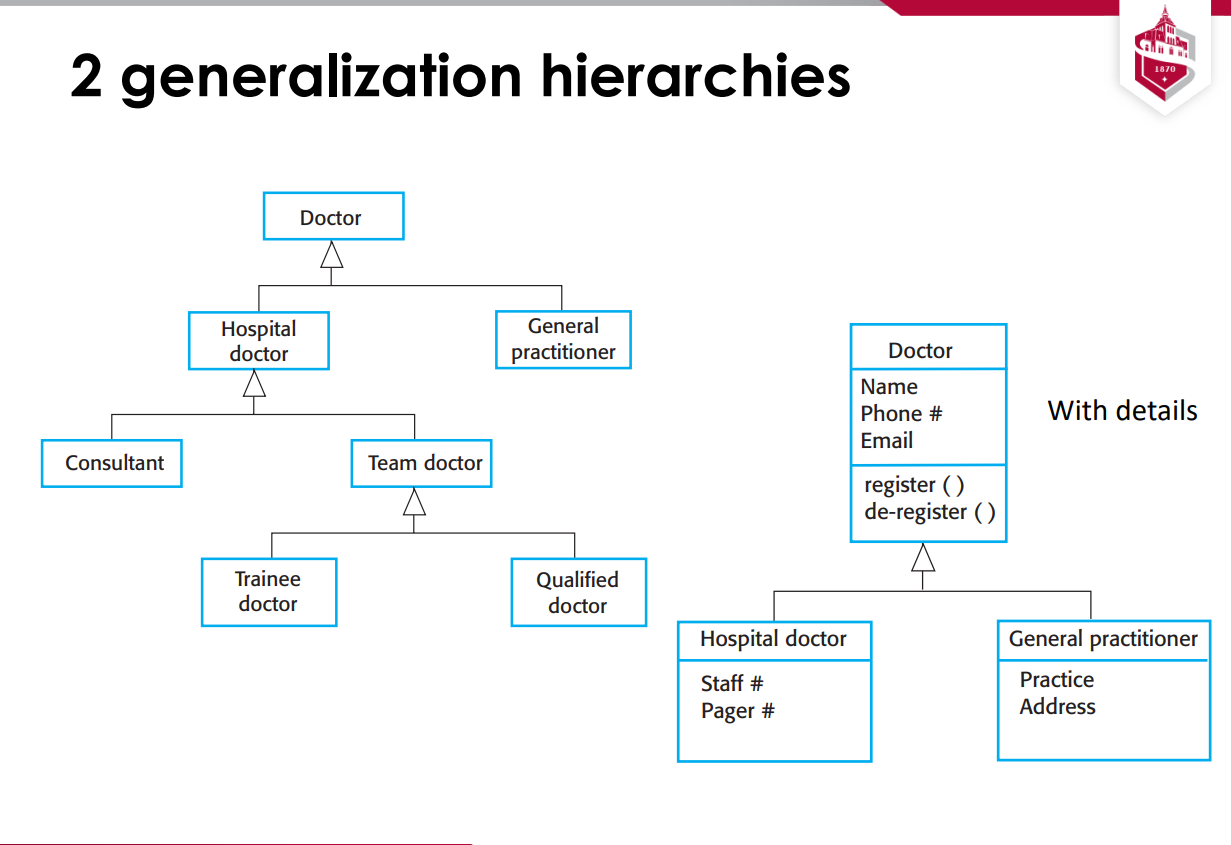 2 generalization hierarchies
1870
Doctor
Hospital
doctor
General
practitioner
Consultant
Team doctor
Trainee
doctor
Qualified
doctor
Doctor
Name
Phone #
Email
register ( )
de-register ( )
With details
Hospital doctor
Staff #
Pager #
General practitioner
Practice
Address